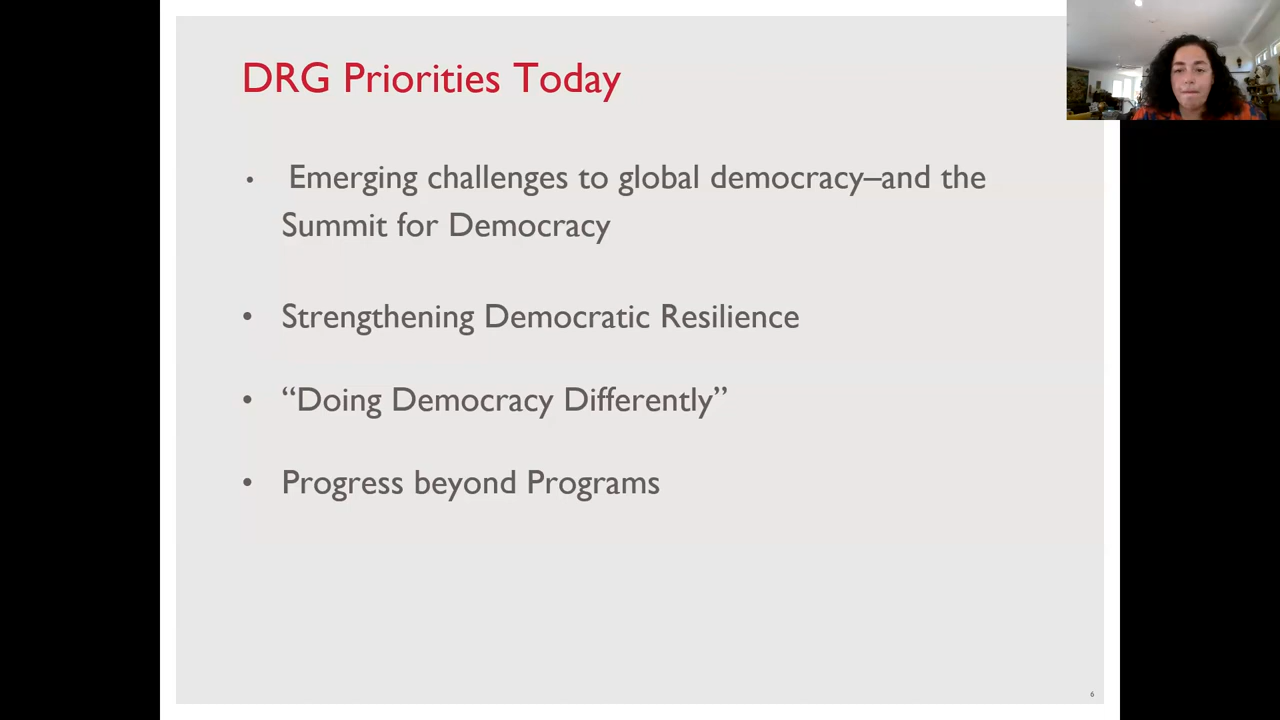 DRG Priorities Today
• Emerging challenges to global democracy–and the
Summit for Democracy
• Strengthening Democratic Resilience
• “Doing Democracy Differently”
• Progress beyond Programs
6